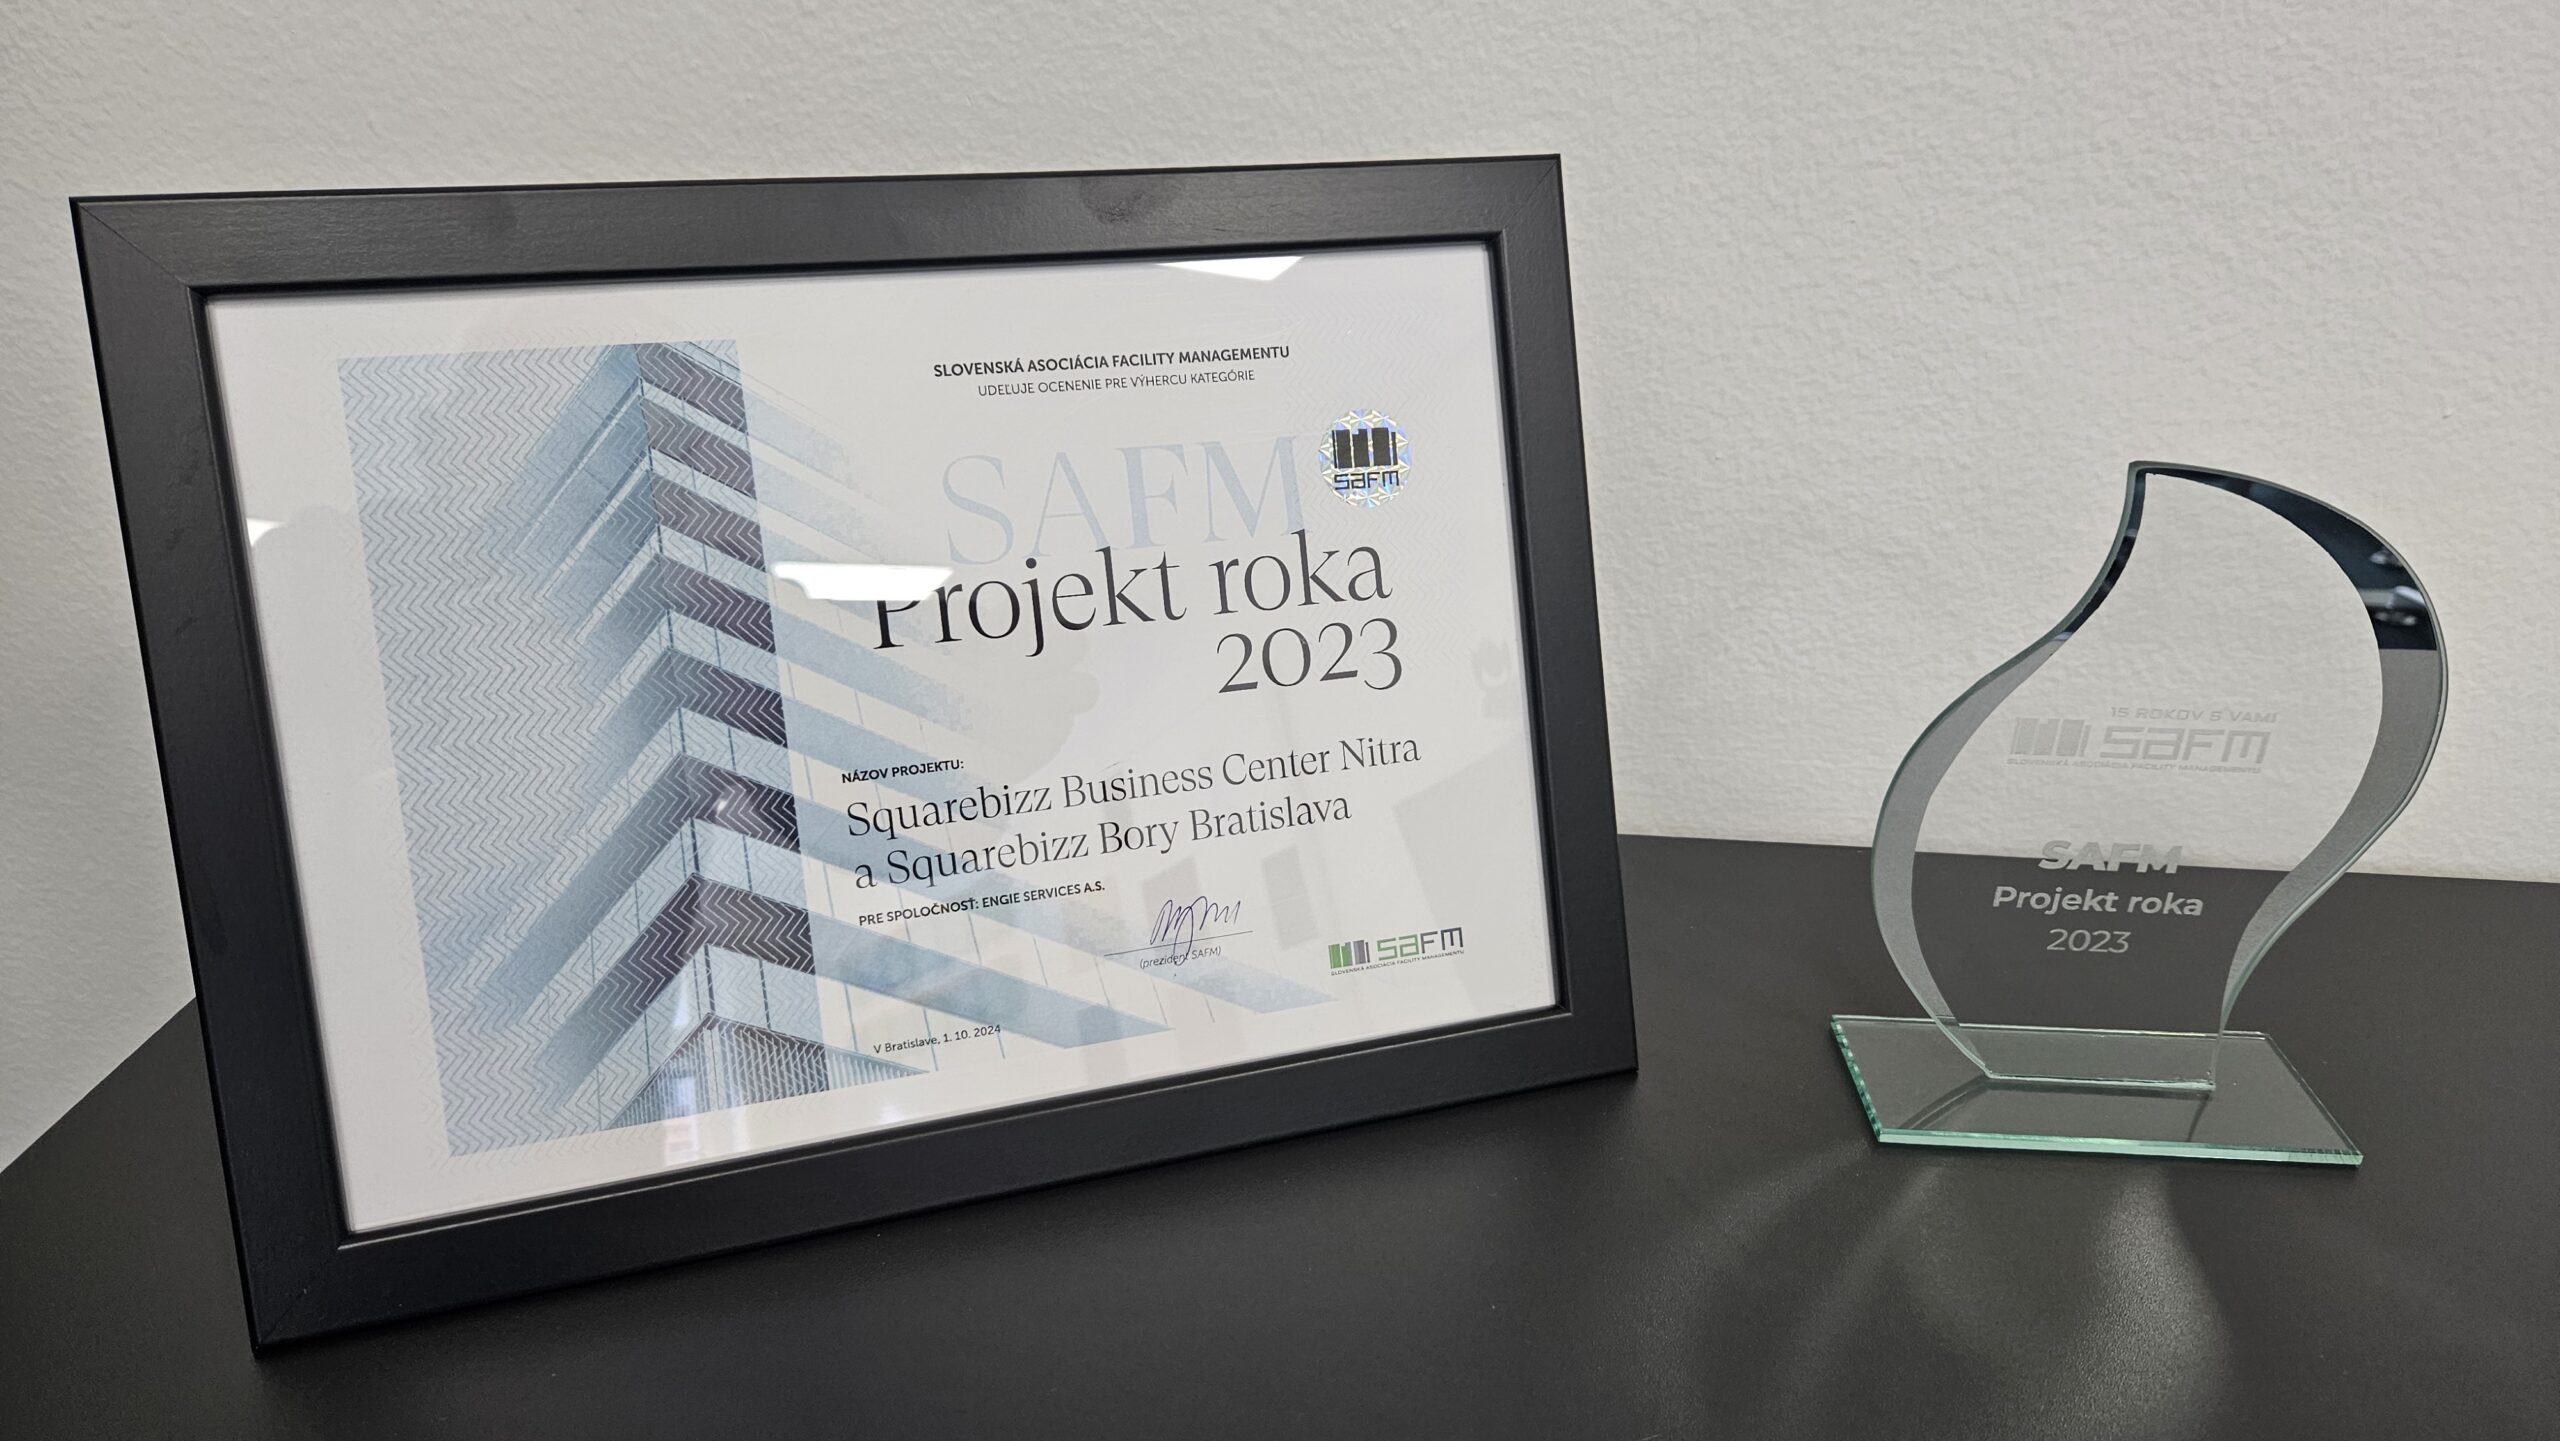 SLOVENSKÁ ASOCIÁCIA FACILITY MANAGEMENTU
UDEĽUJE OCENENIE PRE VÝHERCU KATEGÓRIE
SAFM
SAFM
Projekt roka
2023
NÁZOV PROJEKTU:
Squarebizz Business Center Nitra
a Squarebizz Bory Bratislava
PRE SPOLOČNOSŤ: ENGIE SERVICES A.S.
(prezident SAFM)
SAFM
SLOVENSKÁ ASOCIÁCIA FACILITY MANAGEMENTU
V Bratislave, 1. 10. 2024
15 ROKOV S VAMI
SAFM
SLOVENSKÁ ASOCIÁCIA FACILITY MANAGEMENTU
SAFM
Projekt roka
2023